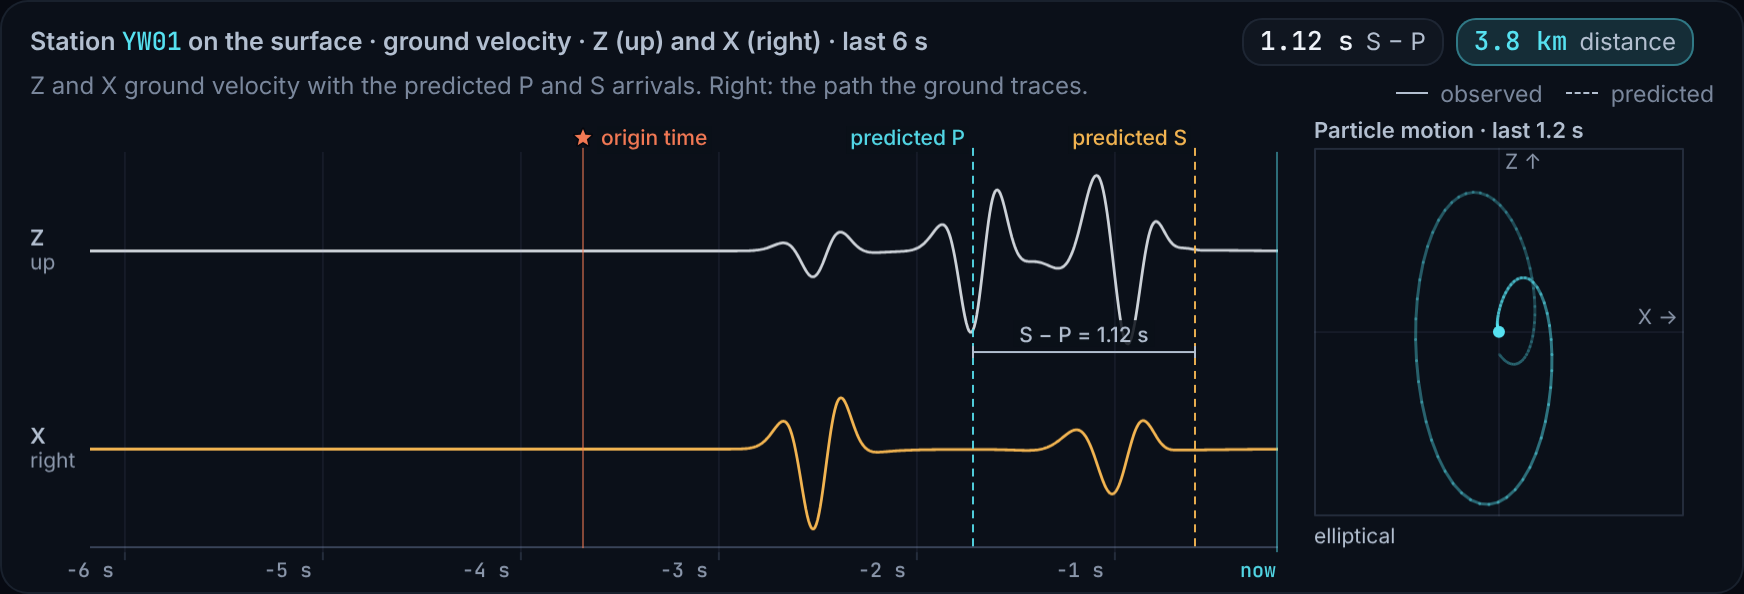 Station YW01 on the surface · ground velocity · Z (up) and X (right) · last 6 s
1.12 s S – P
3.8 km distance
Z and X ground velocity with the predicted P and S arrivals. Right: the path the ground traces.
observed
predicted
★ origin time
predicted P
predicted S
Particle motion · last 1.2 s
Z ↑
Z
up
X →
S – P = 1.12 s
X
right
elliptical
-6 s
-5 s
-4 s
-3 s
-2 s
-1 s
now